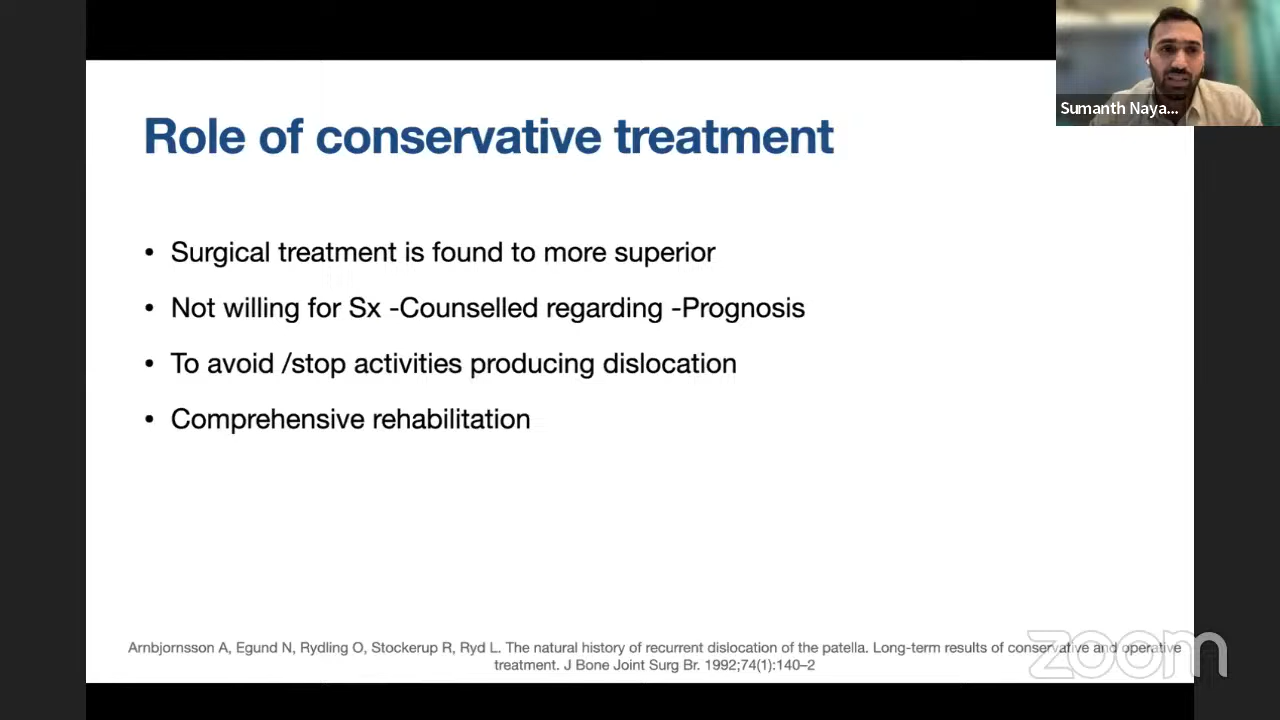 Sumanth Naya...
Role of conservative treatment
• Surgical treatment is found to more superior
• Not willing for Sx -Counselled regarding -Prognosis
• To avoid /stop activities producing dislocation
• Comprehensive rehabilitation
Arnbjornsson A, Egund N, Rydling O, Stockerup R, Ryd L. The natural history of recurrent dislocation of the patella. Long-term results of conservative and operative
treatment. J Bone Joint Surg Br. 1992;74(1):140–2
zoom